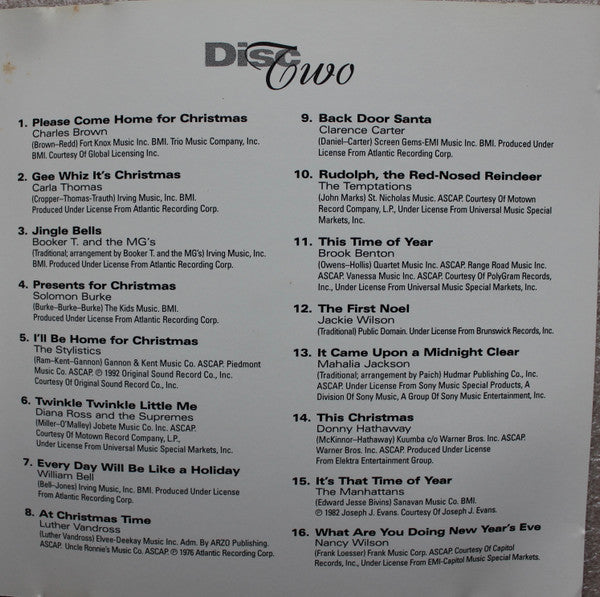 Disc Two
1. Please Come Home for Christmas
Charles Brown
(Brown–Redd) Fort Knox Music Inc. BMI. Trio Music Company, Inc.
BMI. Courtesy Of Global Licensing Inc.
2. Gee Whiz It's Christmas
Carla Thomas
(Cropper–Thomas-Trauth) Irving Music, Inc. BMI.
Produced Under License From Atlantic Recording Corp.
3. Jingle Bells
Booker T. and the MG's
(Traditional; arrangement by Booker T. and the MG's) Irving Music, Inc.
BMI. Produced Under License From Atlantic Recording Corp.
4. Presents for Christmas
Solomon Burke
(Burke–Burke–Burke) The Kids Music. BMI.
Produced Under License From Atlantic Recording Corp.
5. I'll Be Home for Christmas
The Stylistics
(Ram–Kent–Gannon) Gannon & Kent Music Co. ASCAP. Piedmont
Music Co. ASCAP. ℗ 1992 Original Sound Record Co., Inc.
Courtesy Of Original Sound Record Co., Inc.
6. Twinkle Twinkle Little Me
Diana Ross and the Supremes
(Miller–O'Malley) Jobete Music Inc. ASCAP.
Courtesy Of Motown Record Company, L.P.,
Under License From Universal Music Special Markets, Inc.
7. Every Day Will Be Like a Holiday
William Bell
(Bell–Jones) Irving Music, Inc. BMI. Produced Under License
From Atlantic Recording Corp.
8. At Christmas Time
Luther Vandross
(Luther Vandross) Elvee-Deekay Music Inc. Adm. By ARZO Publishing.
ASCAP. Uncle Ronnie's Music Co. ASCAP. ℗ 1976 Atlantic Recording Corp.
9. Back Door Santa
Clarence Carter
(Daniel–Carter) Screen Gems-EMI Music Inc. BMI. Produced Under
License From Atlantic Recording Corp.
10. Rudolph, the Red-Nosed Reindeer
The Temptations
(John Marks) St. Nicholas Music. ASCAP. Courtesy Of Motown
Record Company, L.P., Under License From Universal Music Special
Markets, Inc.
11. This Time of Year
Brook Benton
(Owens–Hollis) Quartet Music Inc. ASCAP. Range Road Music Inc.
ASCAP. Vanessa Music Inc. ASCAP. Courtesy Of PolyGram Records,
Inc., Under License From Universal Music Special Markets, Inc.
12. The First Noel
Jackie Wilson
(Traditional) Public Domain. Under License From Brunswick Records, Inc.
13. It Came Upon a Midnight Clear
Mahalia Jackson
(Traditional; arrangement by Paich) Hudmar Publishing Co., Inc.
ASCAP. Under License From Sony Music Special Products, A
Division Of Sony Music, A Group Of Sony Music Entertainment, Inc.
14. This Christmas
Donny Hathaway
(McKinnor–Hathaway) Kuumba c/o Warner Bros. Inc. ASCAP.
Warner Bros. Inc. ASCAP. Produced Under License
From Elektra Entertainment Group.
15. It's That Time of Year
The Manhattans
(Edward Jesse Bivins) Sanavan Music Co. BMI.
℗ 1982 Joseph J. Evans. Courtesy Of Joseph J. Evans.
16. What Are You Doing New Year's Eve
Nancy Wilson
(Frank Loesser) Frank Music Corp. ASCAP. Courtesy Of Capitol
Records, Inc., Under License From EMI-Capitol Music Special Markets.